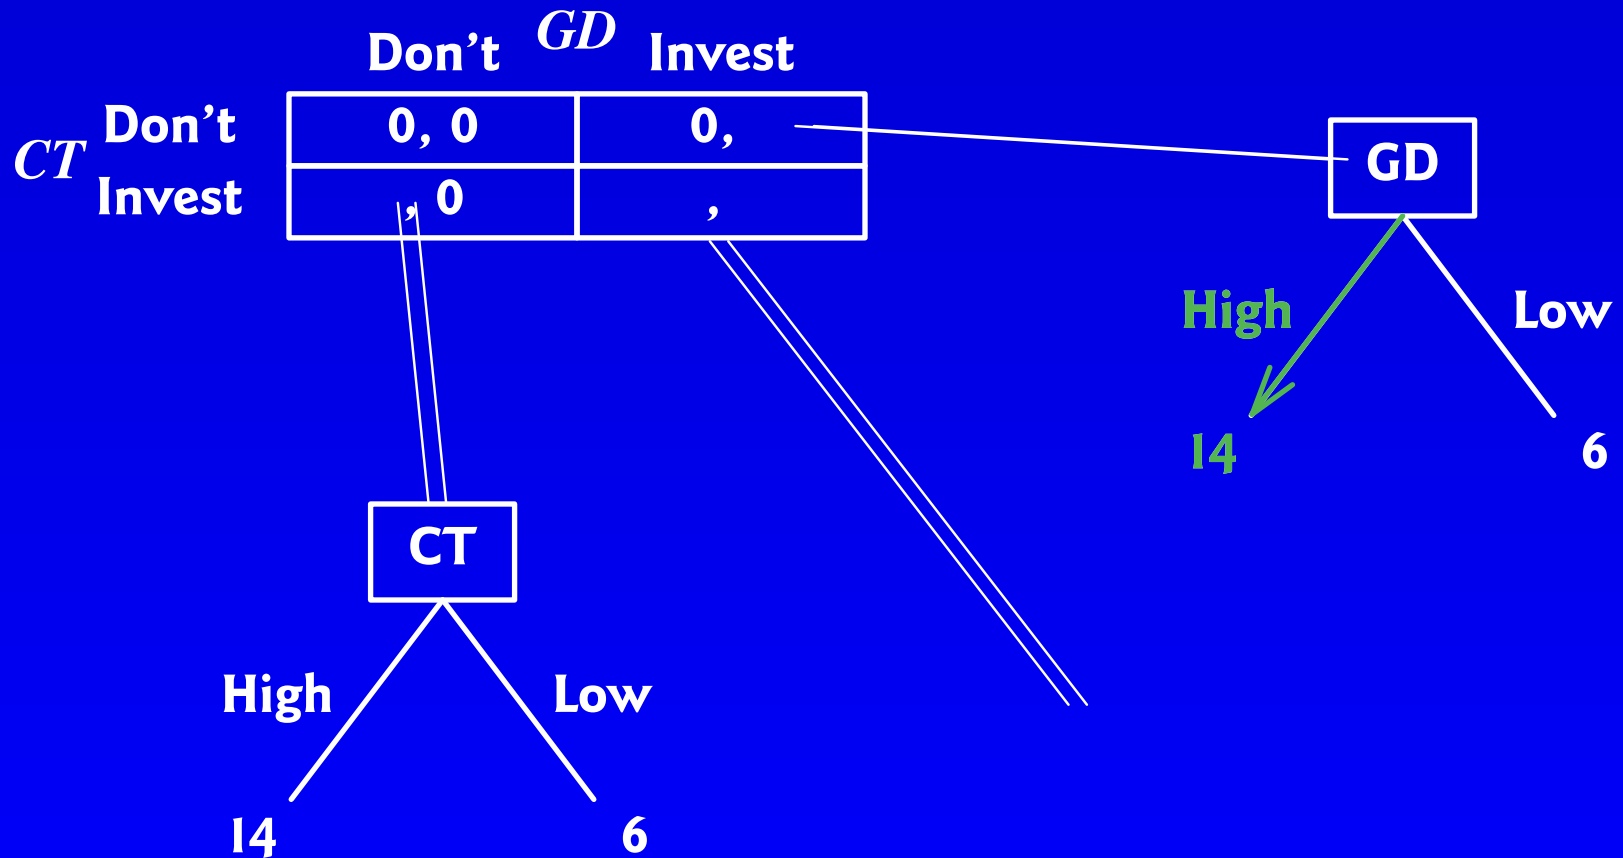 GD
Don't Invest
CT
Don't 0, 0 0,
Invest , 0 ,
GD
High Low
14 6
CT
High Low
14 6